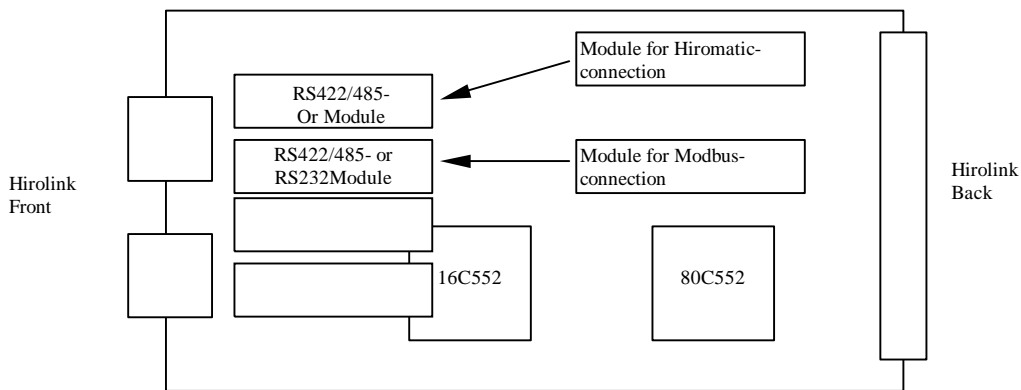 Module for Hiromatic-
connection
RS422/485-
Or Module
RS422/485- or
RS232Module
Module for Modbus-
connection
Hirolink
Front
Hirolink
Back
16C552
80C552